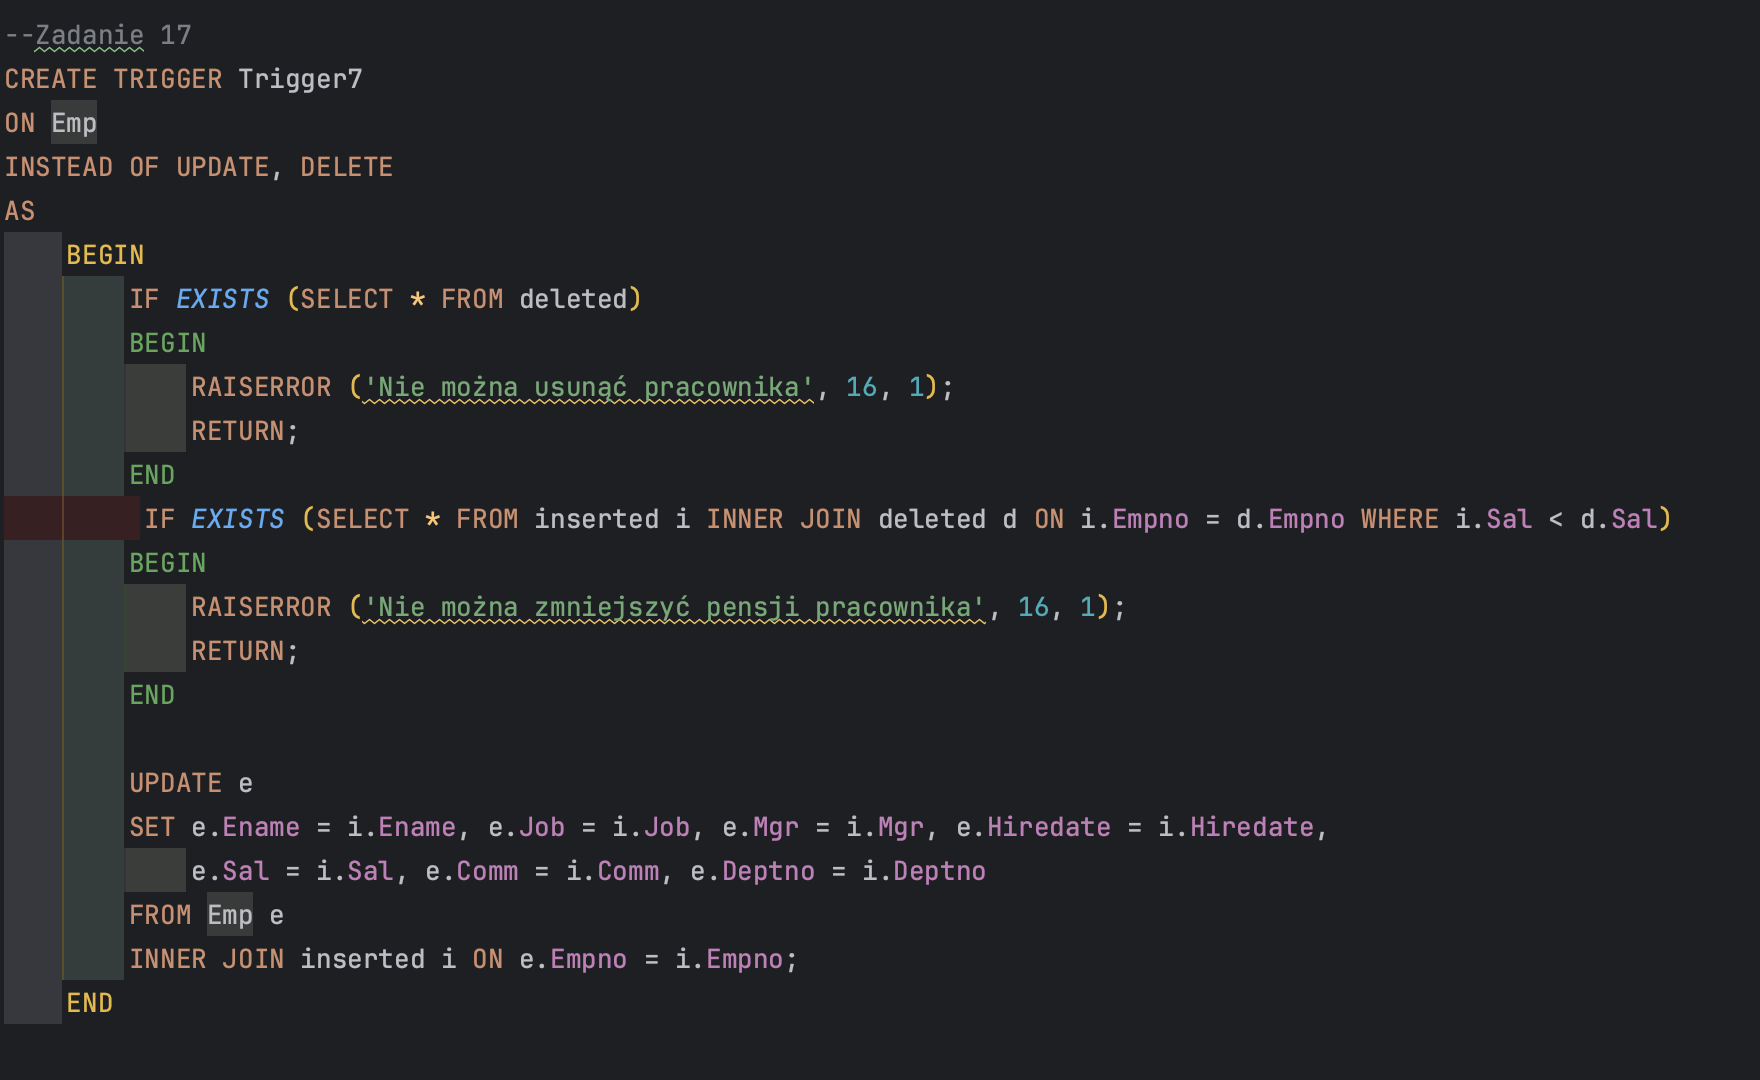 --Zadanie 17
CREATE TRIGGER Trigger7
ON Emp
INSTEAD OF UPDATE, DELETE
AS
    BEGIN
        IF EXISTS (SELECT * FROM deleted)
        BEGIN
            RAISERROR ('Nie można usunąć pracownika', 16, 1);
            RETURN;
        END
         IF EXISTS (SELECT * FROM inserted i INNER JOIN deleted d ON i.Empno = d.Empno WHERE i.Sal < d.Sal)
        BEGIN
            RAISERROR ('Nie można zmniejszyć pensji pracownika', 16, 1);
            RETURN;
        END

        UPDATE e
        SET e.Ename = i.Ename, e.Job = i.Job, e.Mgr = i.Mgr, e.Hiredate = i.Hiredate,
            e.Sal = i.Sal, e.Comm = i.Comm, e.Deptno = i.Deptno
        FROM Emp e
        INNER JOIN inserted i ON e.Empno = i.Empno;
    END